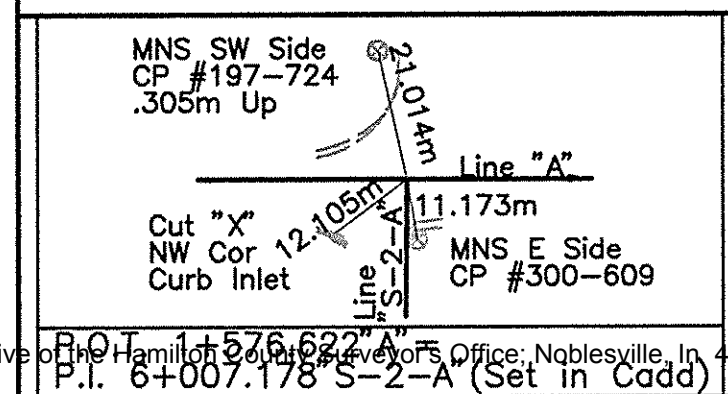 MNS SW Side
CP #197-724
.305m Up
21.014m
Line "A"
12.105m
11.173m
Cut "X"
NW Cor
Curb Inlet
Line
"S-2-A"
MNS E Side
CP #300-609
P.O.T. 1+576.622"A" =
ive of the Hamilton County Surveyor's Office; Noblesville, In 4
P.I. 6+007.178"S-2-A"(Set in Cadd)